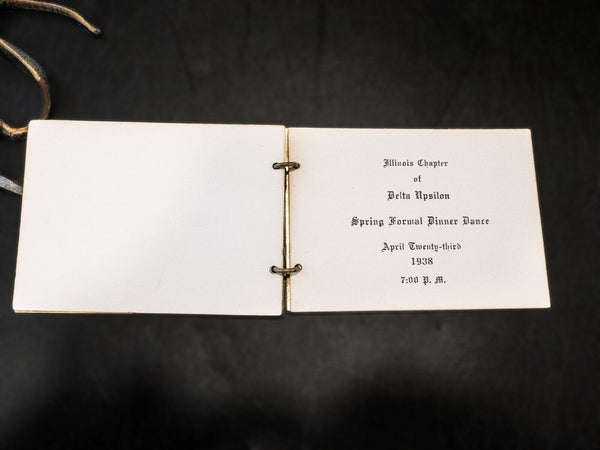 Illinois Chapter
of
Delta Upsilon
Spring Formal Dinner Dance
April Twenty-third
1938
7:00 P. M.